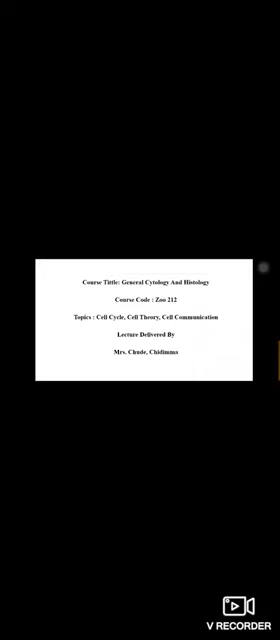 Course Tittle: General Cytology And Histology
Course Code : Zoo 212
Topics : Cell Cycle, Cell Theory, Cell Communication
Lecture Delivered By
Mrs. Chude, Chidimma
V RECORDER